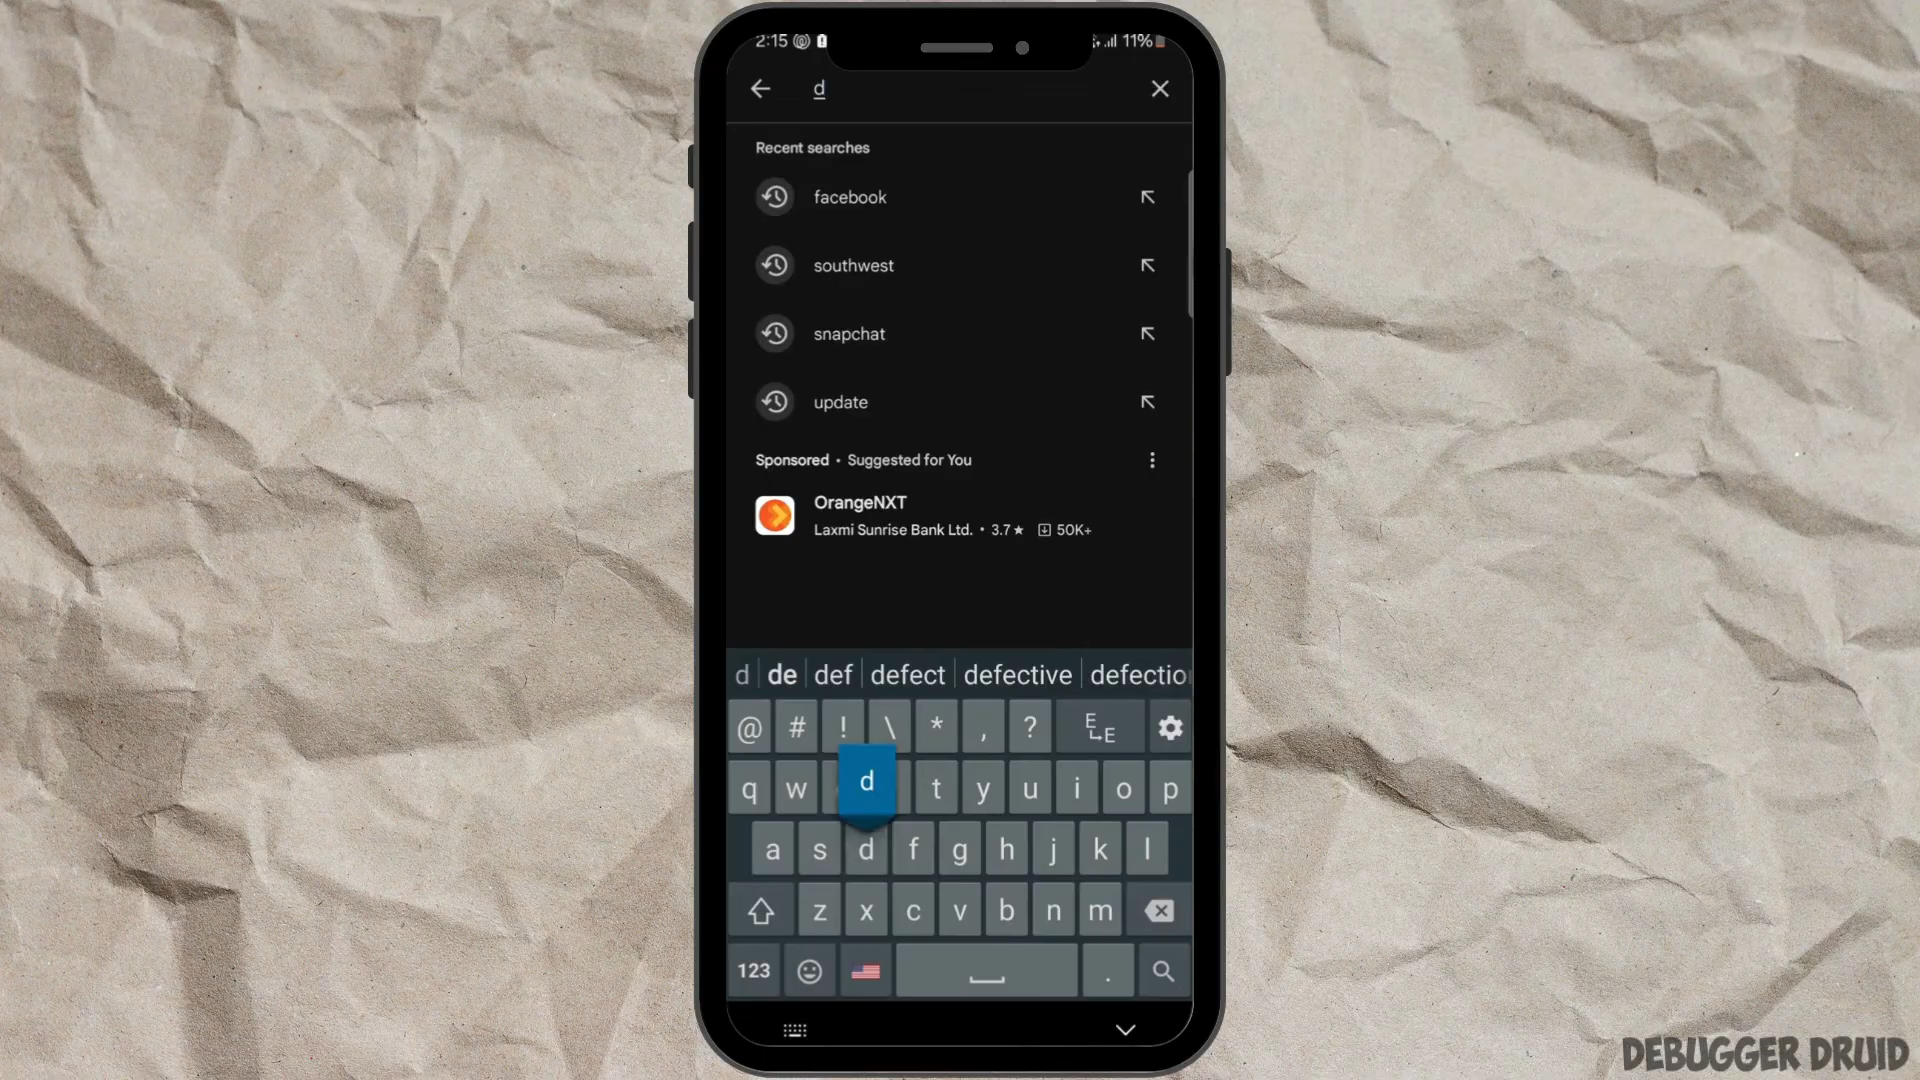 2:15 11%
d
Recent searches
facebook
southwest
snapchat
update
Sponsored • Suggested for You
OrangeNXT
Laxmi Sunrise Bank Ltd. • 3.7★ 50K+
d de def defect defective defectio
@ # ! \ * , ? E E
d
q w t y u i o p
a s d f g h j k l
z x c v b n m
123 .
DEBUGGER DRUID